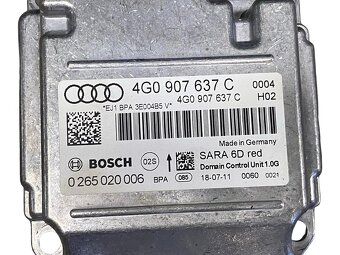 4G0 907 637 C 0004
*EJ1 BPA 3E004B5 V* 4G0 907 637 C H02
Made in Germany
BOSCH 02S SARA 6D red
Domain Control Unit 1.0G
0 265 020 006 BPA 085 18-07-11 0060 0021